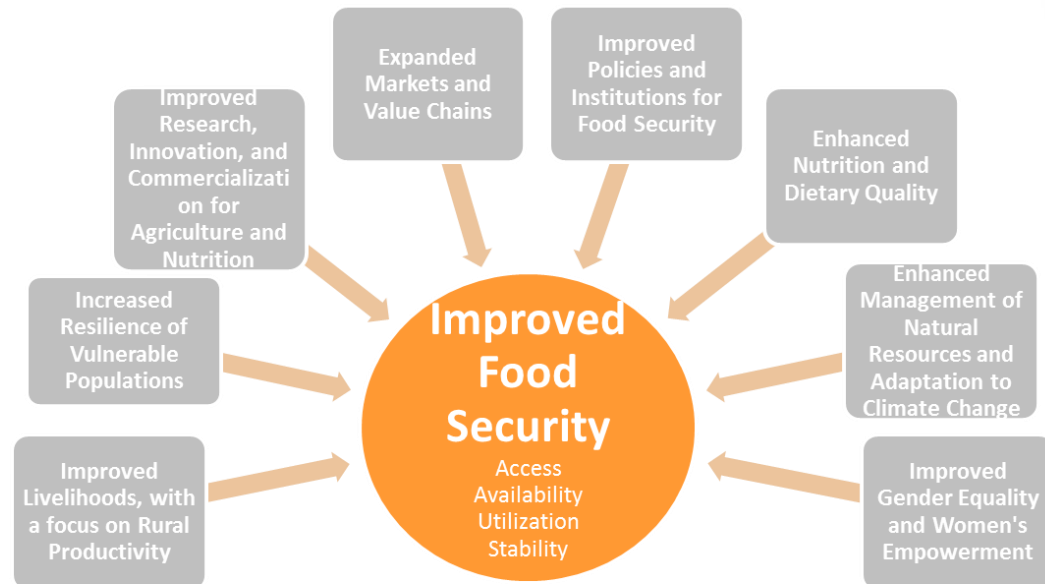 Expanded
Markets and
Value Chains
Improved
Policies and
Institutions for
Food Security
Improved
Research,
Innovation, and
Commercializati
on for
Agriculture and
Nutrition
Enhanced
Nutrition and
Dietary Quality
Increased
Resilience of
Vulnerable
Populations
Enhanced
Management of
Natural
Resources and
Adaptation to
Climate Change
Improved
Livelihoods, with
a focus on Rural
Productivity
Improved
Food
Security
Access
Availability
Utilization
Stability
Improved
Gender Equality
and Women's
Empowerment